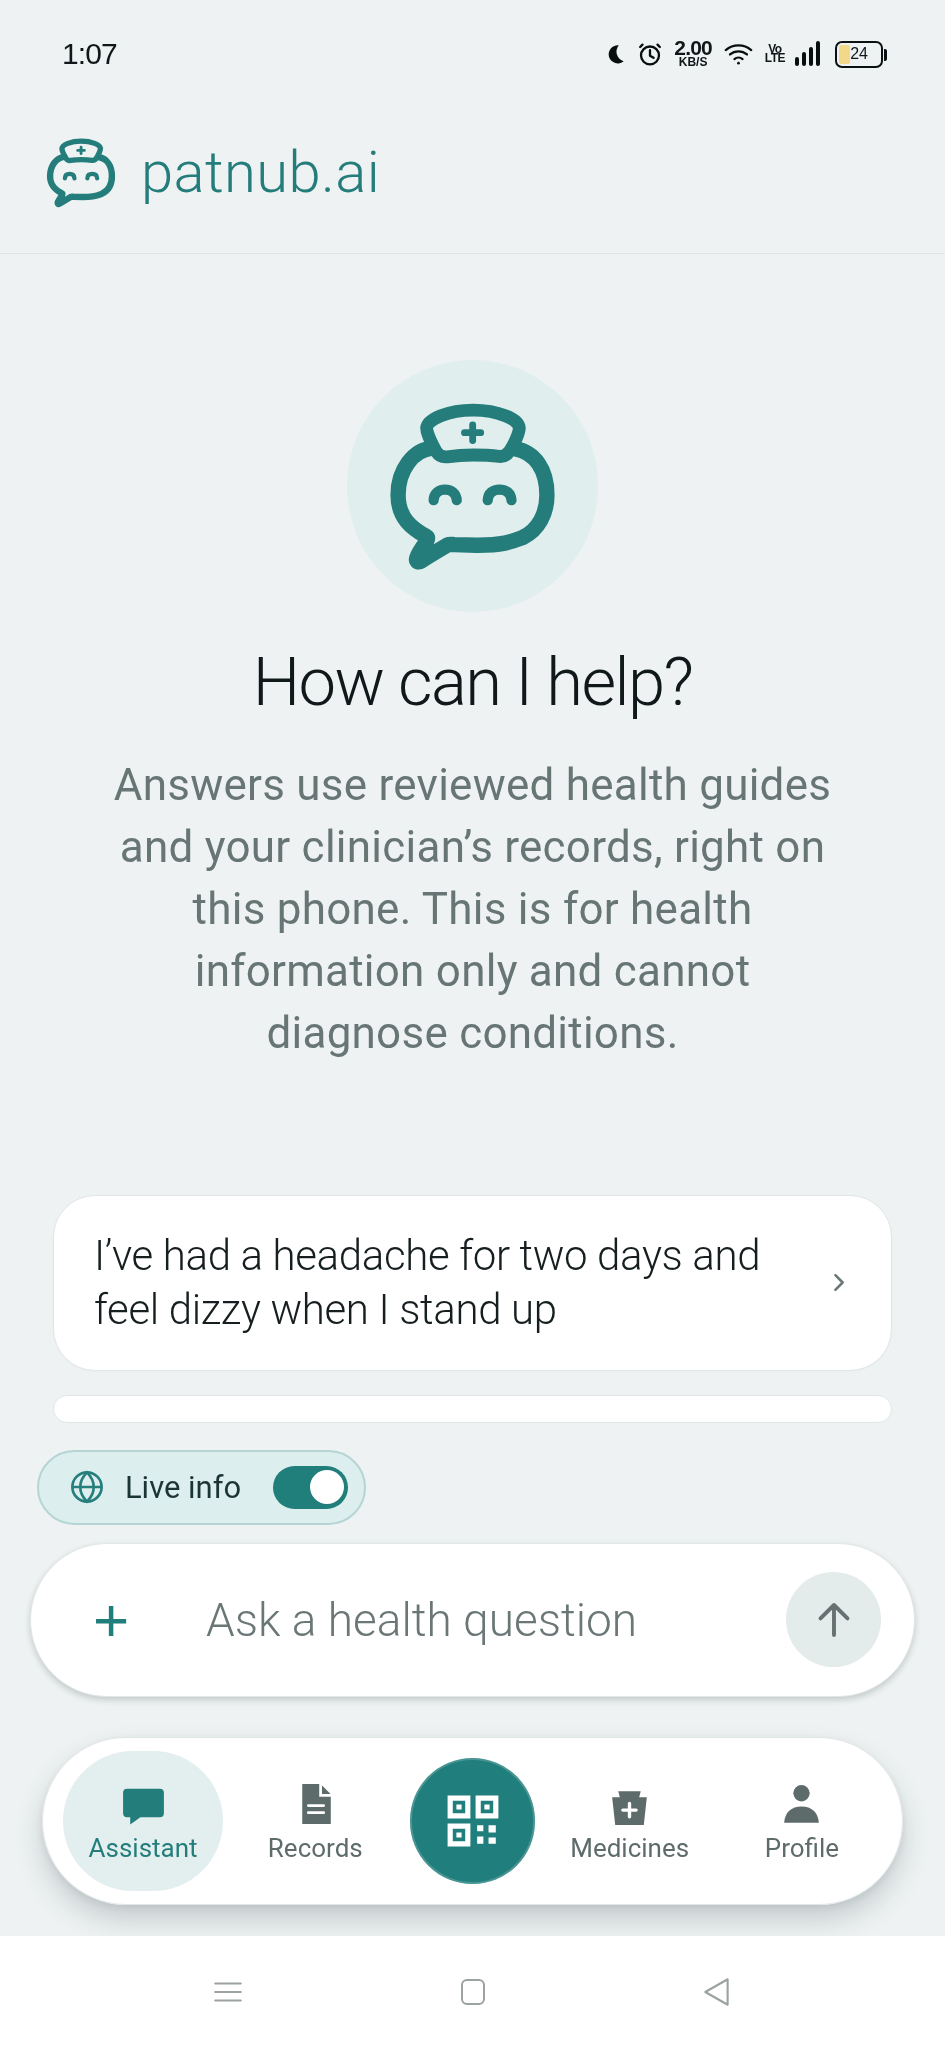 1:07
2.00
KB/S
Vo
LTE
24
patnub.ai
How can I help?
Answers use reviewed health guides
and your clinician’s records, right on
this phone. This is for health
information only and cannot
diagnose conditions.
I’ve had a headache for two days and
feel dizzy when I stand up
Live info
Ask a health question
Assistant
Records
Medicines
Profile